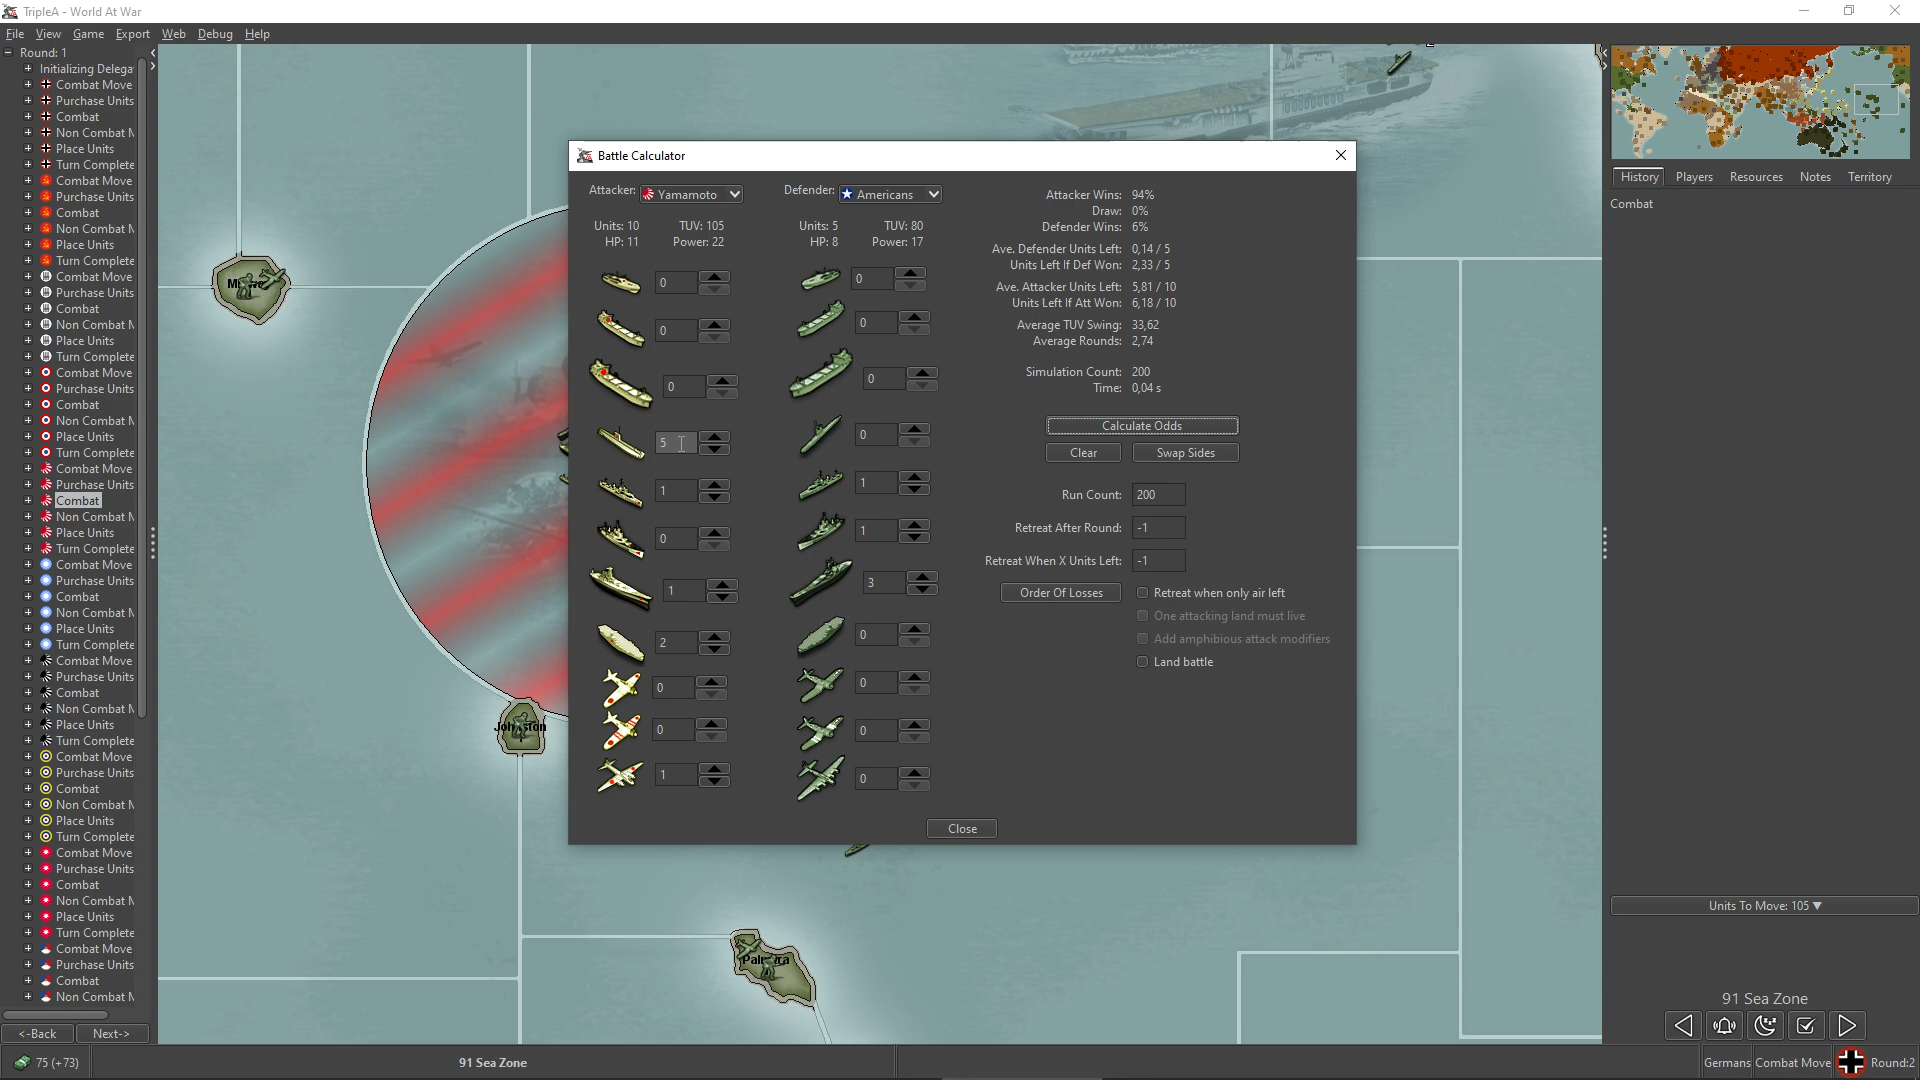 TripleA - World At War
File View Game Export Web Debug Help
Round: 1
Initializing Delega
Combat Move
Purchase Units
Combat
Non Combat M
Place Units
Turn Complete
Combat Move
Purchase Units
Combat
Non Combat M
Place Units
Turn Complete
Combat Move
Purchase Units
Combat
Non Combat M
Place Units
Turn Complete
Combat Move
Purchase Units
Combat
Non Combat M
Place Units
Turn Complete
Combat Move
Purchase Units
Combat
Non Combat M
Place Units
Turn Complete
Combat Move
Purchase Units
Combat
Non Combat M
Place Units
Turn Complete
Combat Move
Purchase Units
Combat
Non Combat M
Place Units
Turn Complete
Combat Move
Purchase Units
Combat
Non Combat M
Place Units
Turn Complete
Combat Move
Purchase Units
Combat
Non Combat M
Place Units
Turn Complete
Combat Move
Purchase Units
Combat
Non Combat M
<-Back Next->
75 (+73)
91 Sea Zone
Battle Calculator
Attacker: Yamamoto
Units: 10 TUV: 105
HP: 11 Power: 22
0
0
0
5
1
0
1
2
0
0
1
Defender: Americans
Units: 5 TUV: 80
HP: 8 Power: 17
0
0
0
0
1
1
3
0
0
0
0
Attacker Wins: 94%
Draw: 0%
Defender Wins: 6%
Ave. Defender Units Left: 0,14 / 5
Units Left If Def Won: 2,33 / 5
Ave. Attacker Units Left: 5,81 / 10
Units Left If Att Won: 6,18 / 10
Average TUV Swing: 33,62
Average Rounds: 2,74
Simulation Count: 200
Time: 0,04 s
Calculate Odds
Clear Swap Sides
Run Count: 200
Retreat After Round: -1
Retreat When X Units Left: -1
Order Of Losses Retreat when only air left
One attacking land must live
Add amphibious attack modifiers
Land battle
Close
History Players Resources Notes Territory
Combat
Units To Move: 105 ▼
91 Sea Zone
Germans Combat Move Round:2